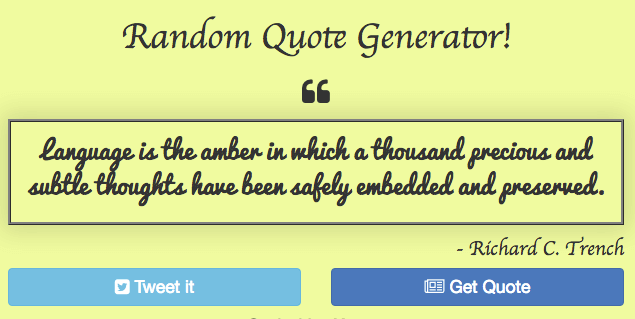 Random Quote Generator!
❝
Language is the amber in which a thousand precious and
subtle thoughts have been safely embedded and preserved.
- Richard C. Trench
Tweet it
Get Quote